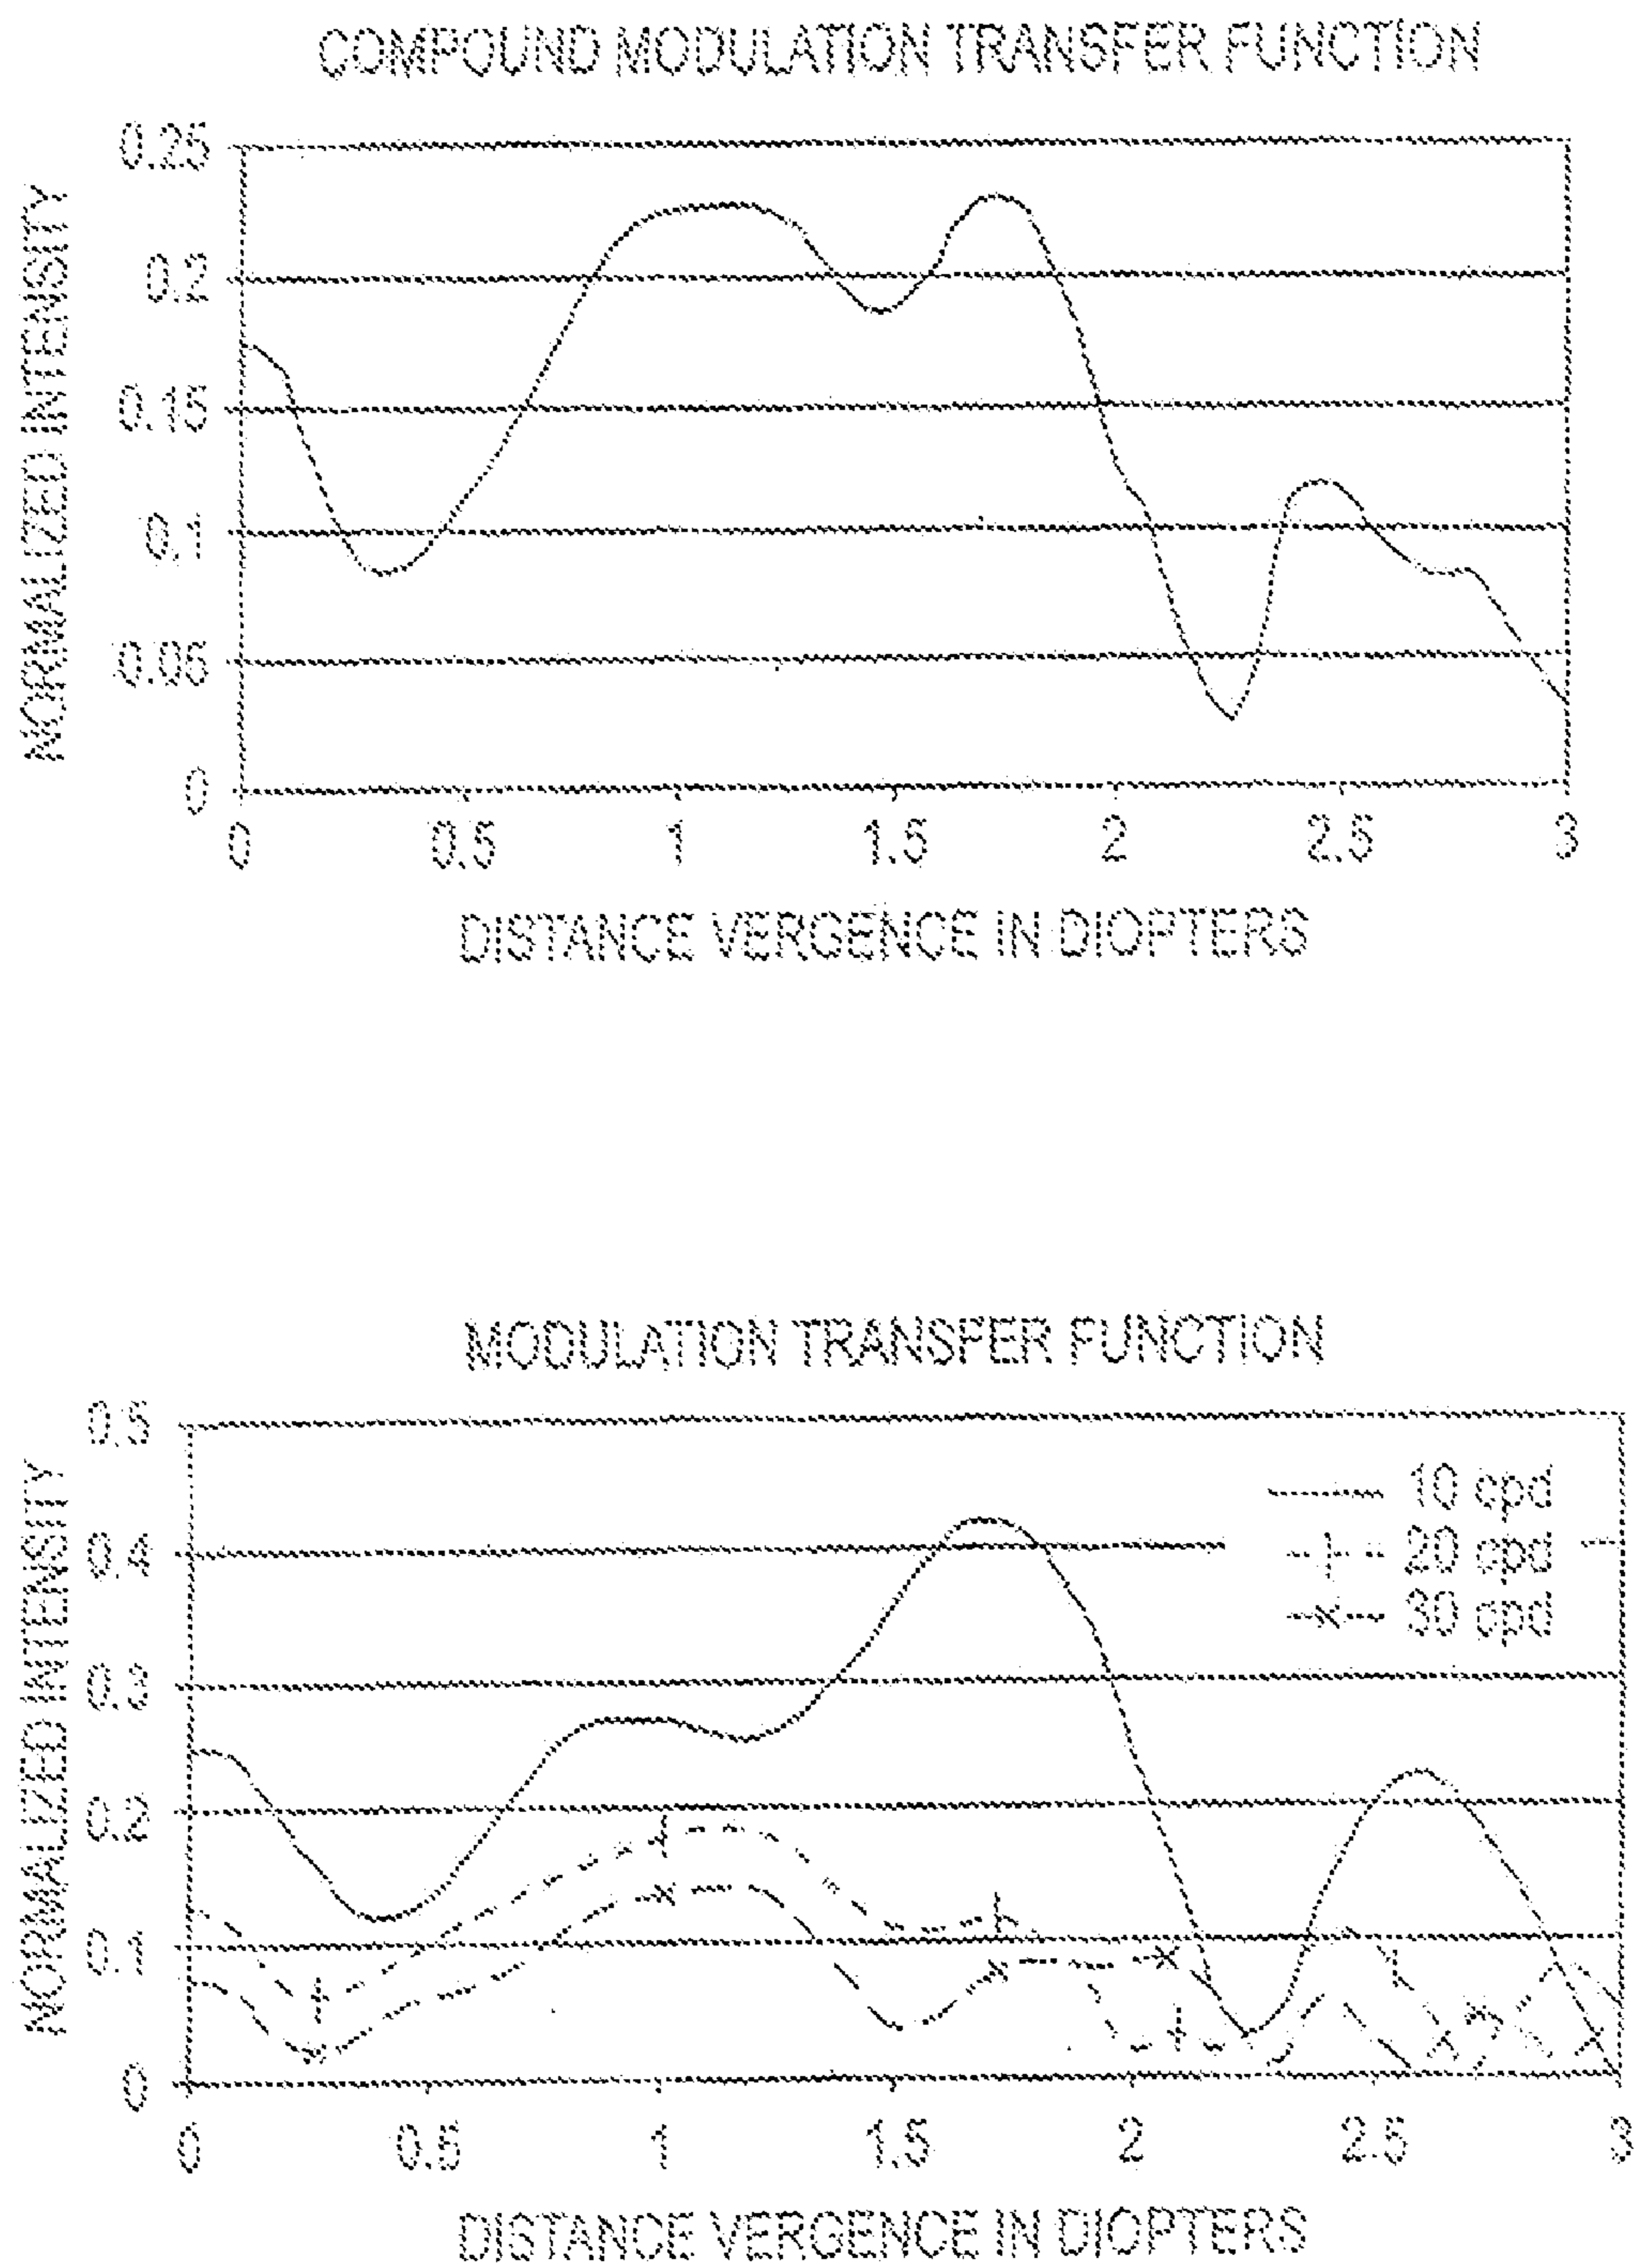 COMPOUND MODULATION TRANSFER FUNCTION
NORMALIZED INTENSITY
0.25
0.2
0.15
0.1
0.05
0
0 0.5 1 1.5 2 2.5 3
DISTANCE VERGENCE IN DIOPTERS
MODULATION TRANSFER FUNCTION
NORMALIZED INTENSITY
0.5
0.4
0.3
0.2
0.1
0
10 cpd
20 cpd
30 cpd
0 0.5 1 1.5 2 2.5 3
DISTANCE VERGENCE IN DIOPTERS